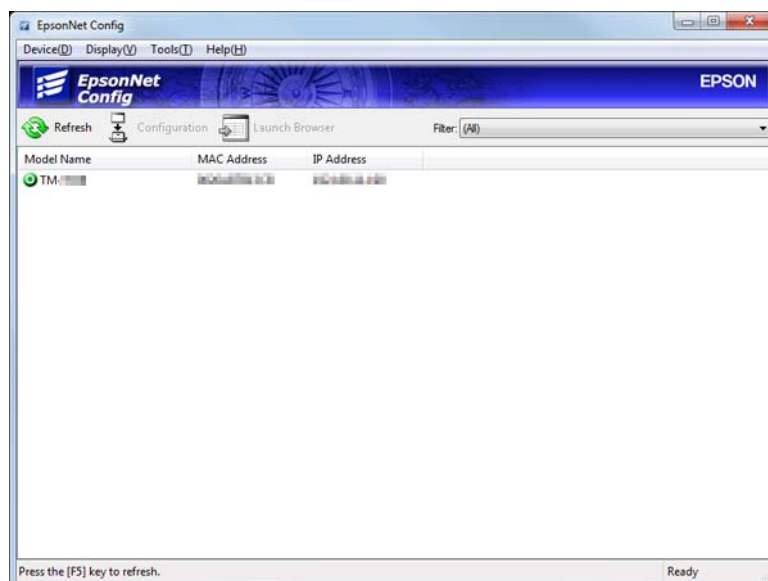 EpsonNet Config
Device(D) Display(V) Tools(T) Help(H)
EpsonNet
Config
EPSON
Refresh Configuration Launch Browser Filter: (All)
Model Name MAC Address IP Address
TM-
Press the [F5] key to refresh. Ready